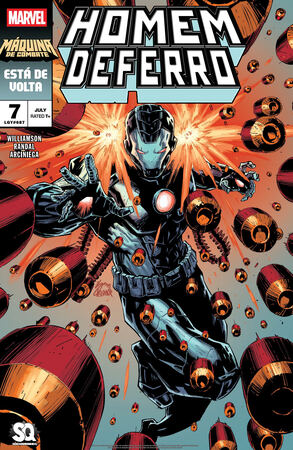 MARVEL
MÁQUINA
DE COMBATE
ESTÁ DE
VOLTA
7
JULY
RATED T+
LGY#687
WILLIAMSON
RANDAL
ARCINIEGA
HOMEM
DE FERRO
SQ